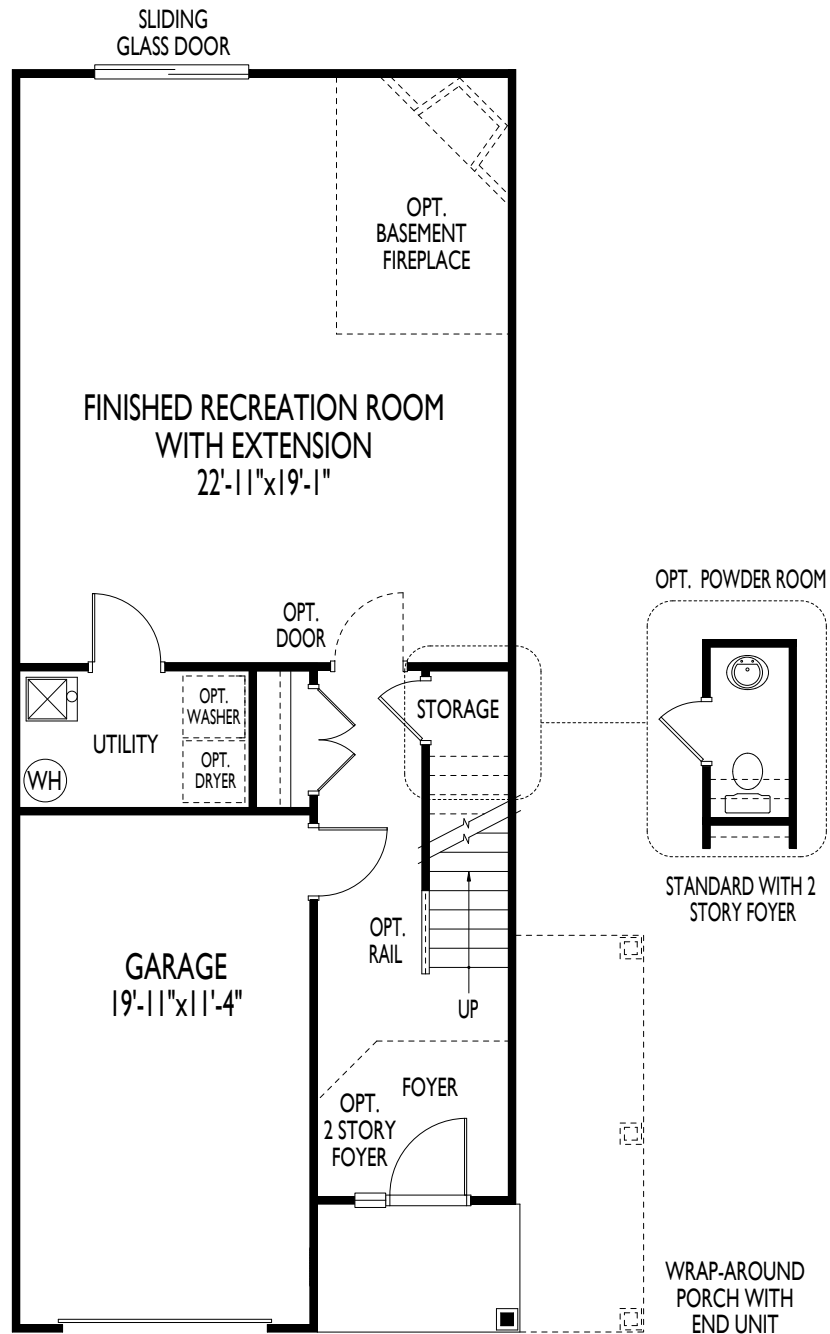 SLIDING
GLASS DOOR
OPT.
BASEMENT
FIREPLACE
FINISHED RECREATION ROOM
WITH EXTENSION
22'-11"x19'-1"
OPT. POWDER ROOM
OPT.
DOOR
STORAGE
OPT.
WASHER
UTILITY
OPT.
DRYER
WH
STANDARD WITH 2
STORY FOYER
OPT.
RAIL
GARAGE
19'-11"x11'-4"
UP
FOYER
OPT.
2 STORY
FOYER
WRAP-AROUND
PORCH WITH
END UNIT